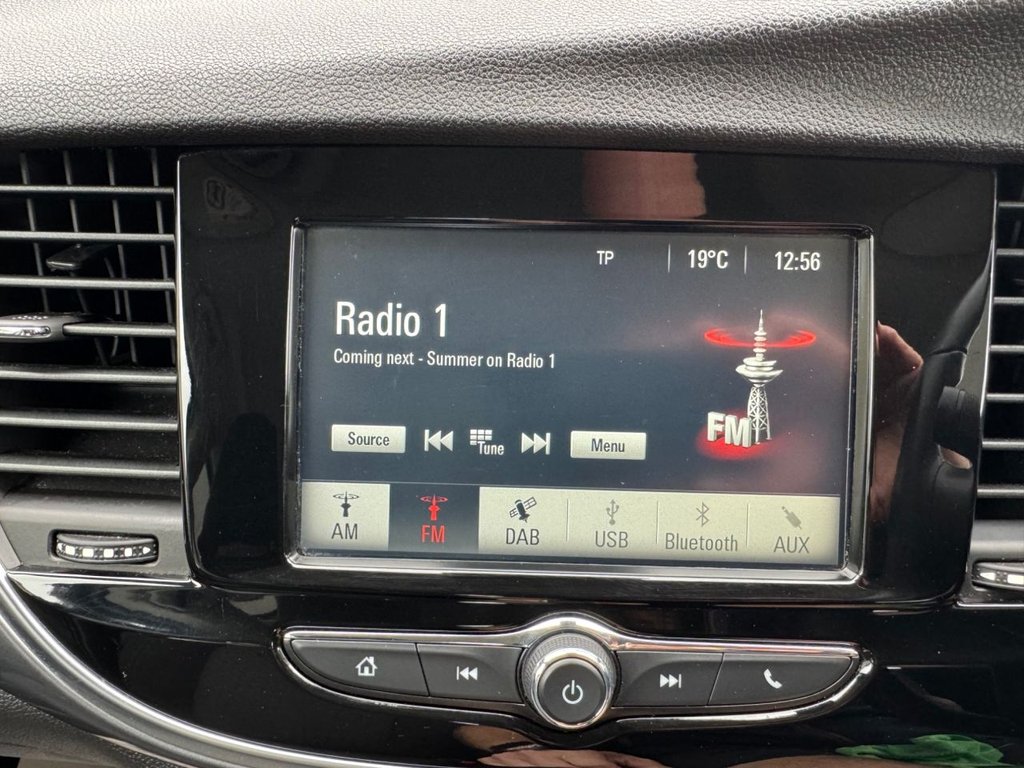 TP 19°C 12:56
Radio 1
Coming next - Summer on Radio 1
FM
Source Tune Menu
AM FM DAB USB Bluetooth AUX